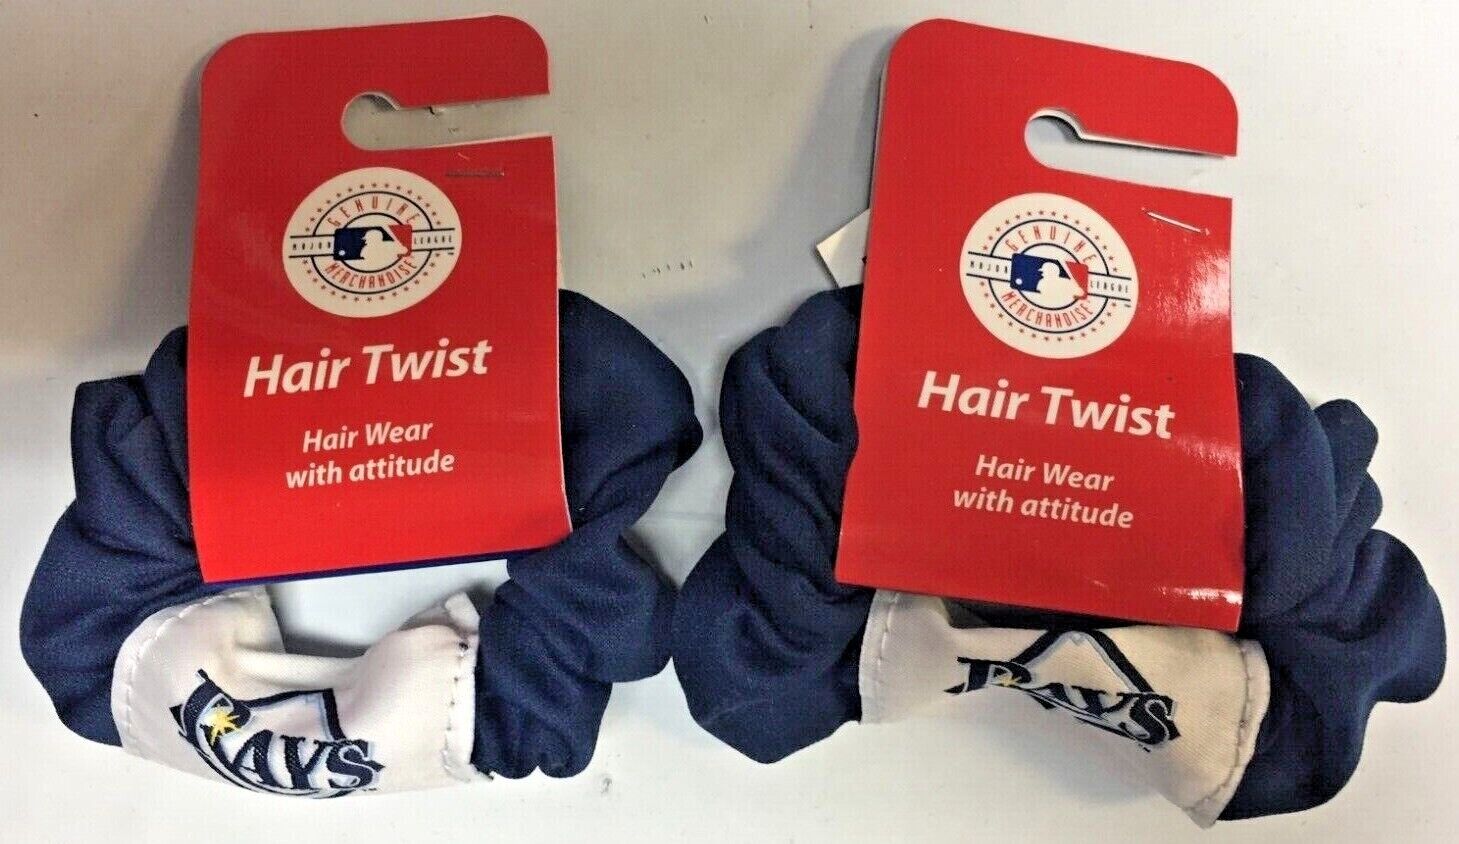 GENUINE
MAJOR LEAGUE
MERCHANDISE
Hair Twist
Hair Wear
with attitude
RAYS
GENUINE
MAJOR LEAGUE
MERCHANDISE
Hair Twist
Hair Wear
with attitude
RAYS